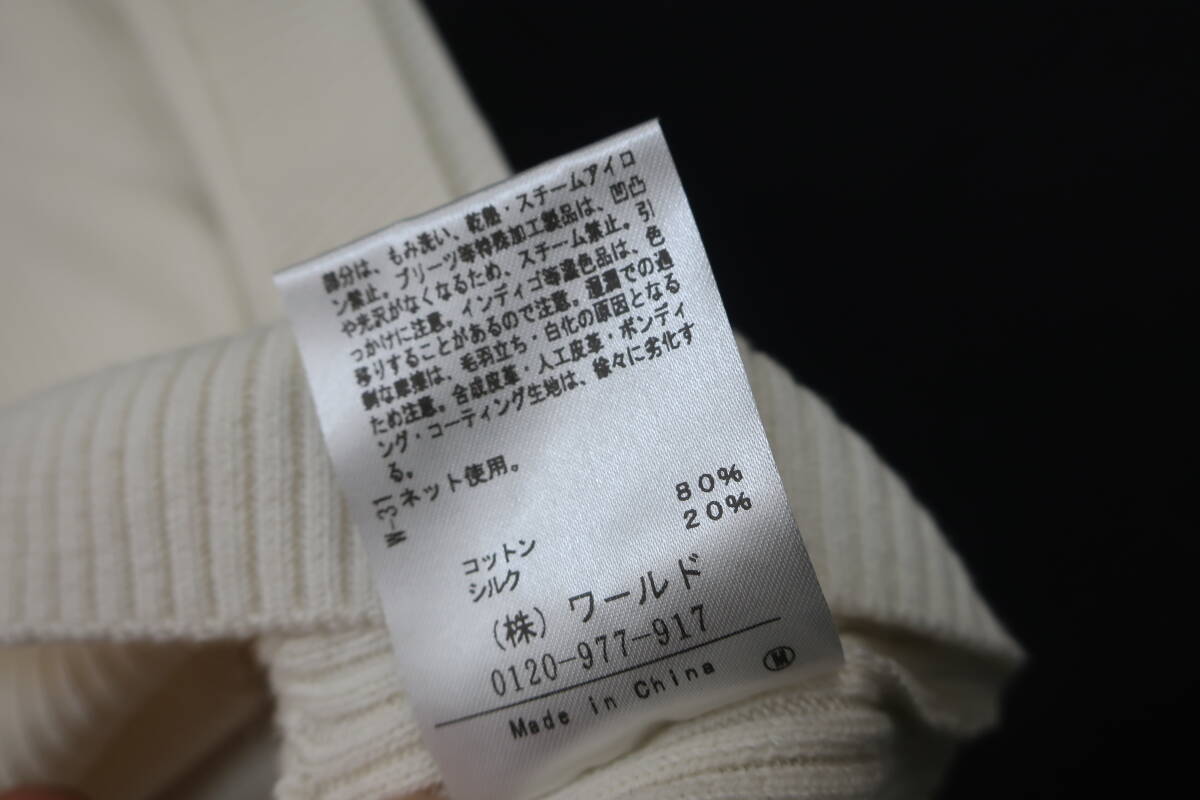 部分は、もみ洗い、乾熱・スチームアイロ
ン禁止。プリーツ等特殊加工製品は、凹凸
や光沢がなくなるため、スチーム禁止。引
っかけに注意。インディゴ等濃色品は、色
移りすることがあるので注意。湿潤での過
剰な摩擦は、毛羽立ち・白化の原因となる
ため注意。合成皮革・人工皮革・ボンディ
ング・コーティング生地は、徐々に劣化す
る。
W-31 ネット使用。
コットン 80%
シルク 20%
(株) ワールド
0120-977-917
Made in China M